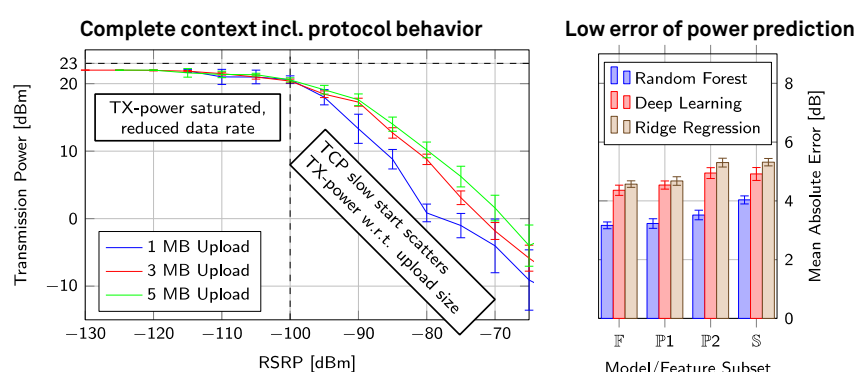 Complete context incl. protocol behavior
23
20
10
0
−10
Transmission Power [dBm]
TX-power saturated,
reduced data rate
TCP slow start scatters
TX-power w.r.t. upload size
1 MB Upload
3 MB Upload
5 MB Upload
−130 −120 −110 −100 −90 −80 −70
RSRP [dBm]
Low error of power prediction
Random Forest
Deep Learning
Ridge Regression
8
6
4
2
0
Mean Absolute Error [dB]
𝔽 ℙ1 ℙ2 𝕊
Model/Feature Subset